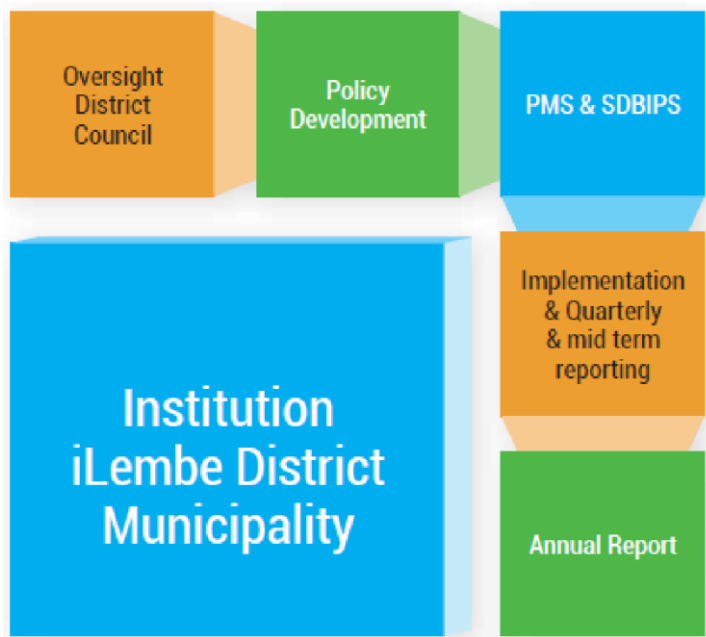 Oversight
District
Council
Policy
Development
PMS & SDBIPS
Implementation
& Quarterly
& mid term
reporting
Institution
iLembe District
Municipality
Annual Report